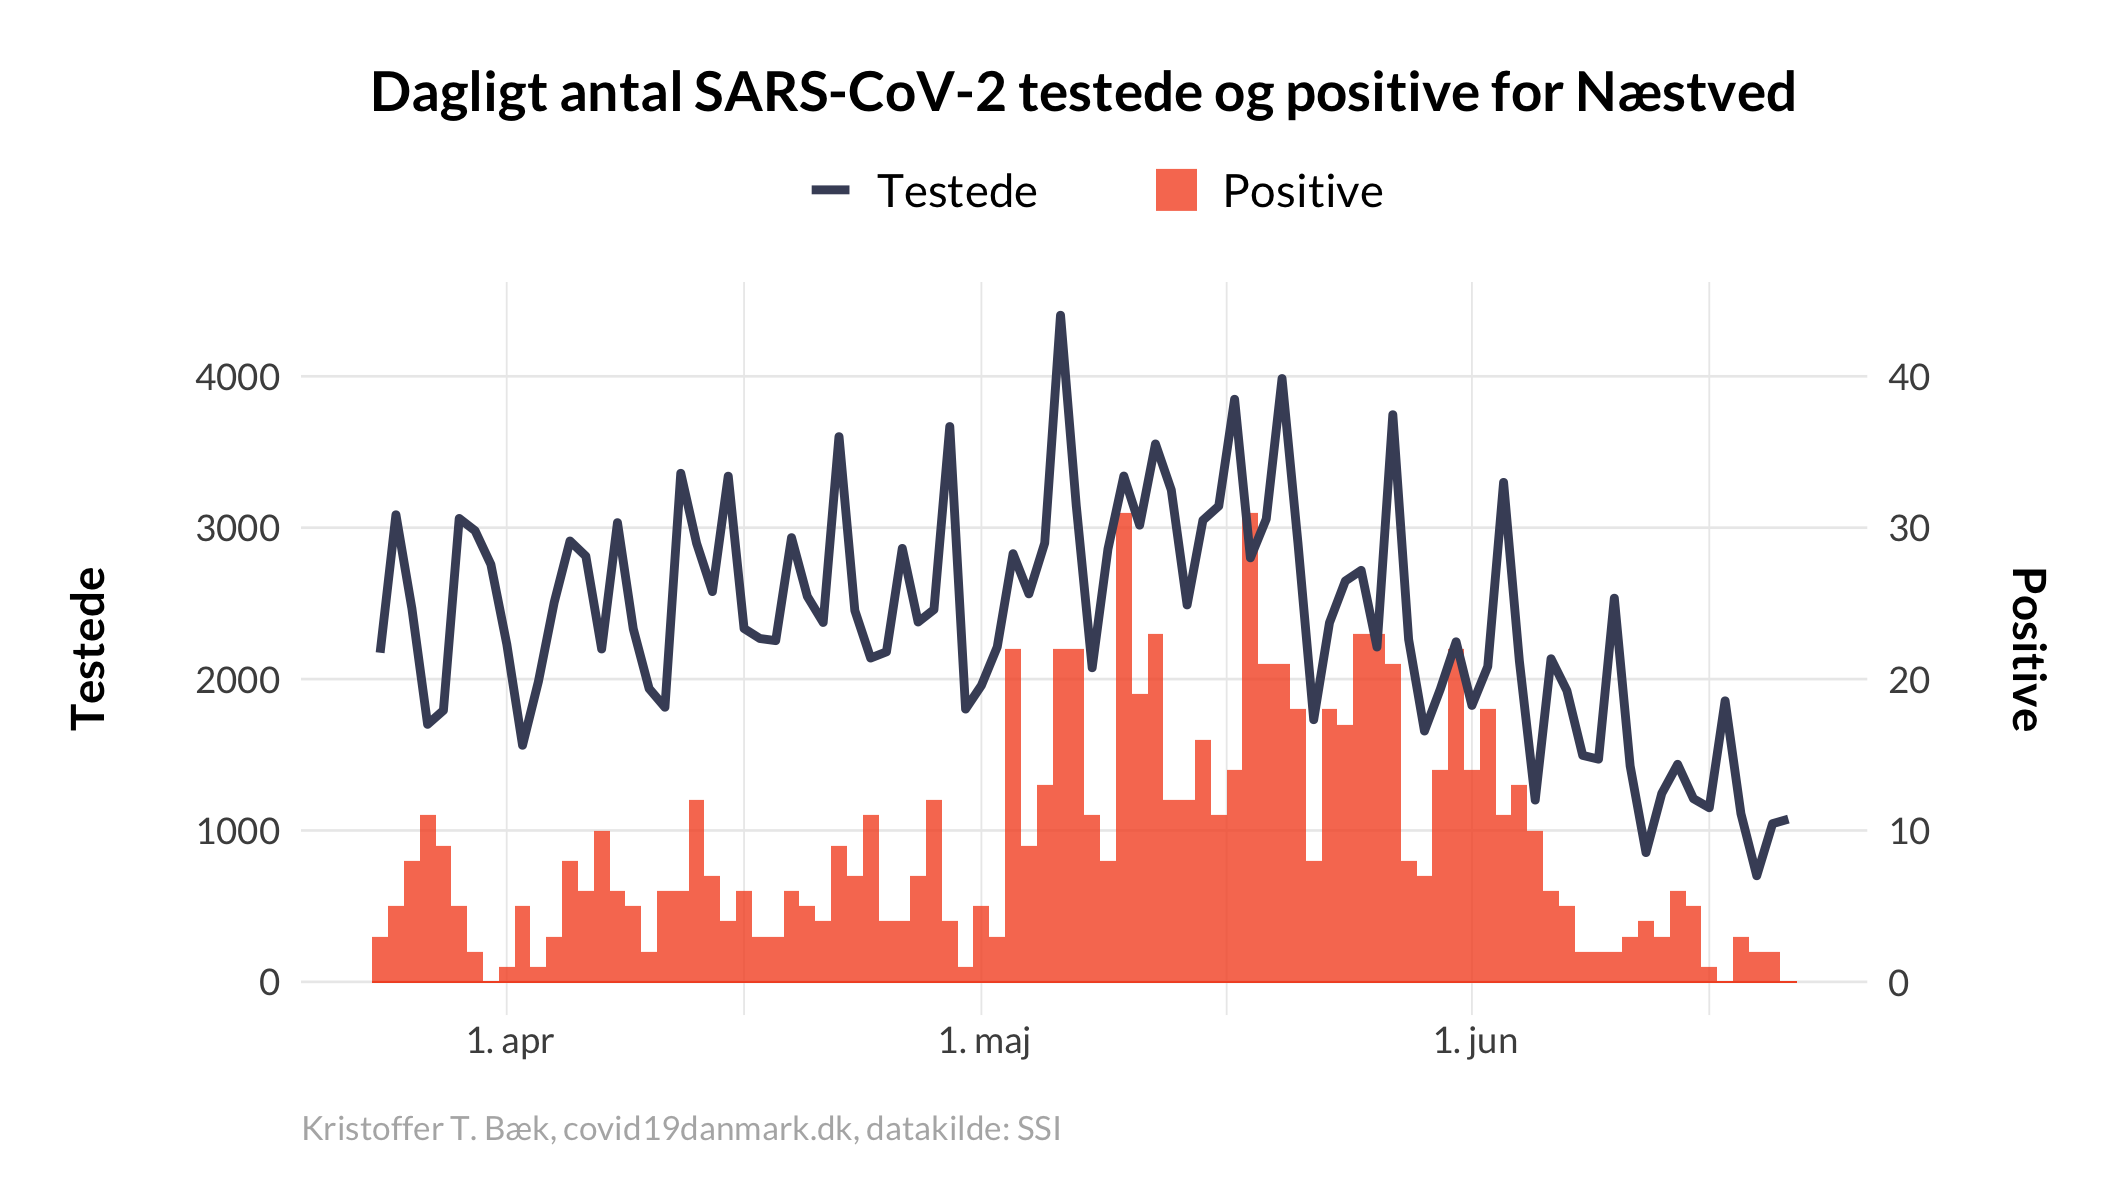 Dagligt antal SARS-CoV-2 testede og positive for Næstved
Testede
Positive
Testede
4000
3000
2000
1000
0
40
30
20
10
0
Positive
1. apr
1. maj
1. jun
Kristoffer T. Bæk, covid19danmark.dk, datakilde: SSI